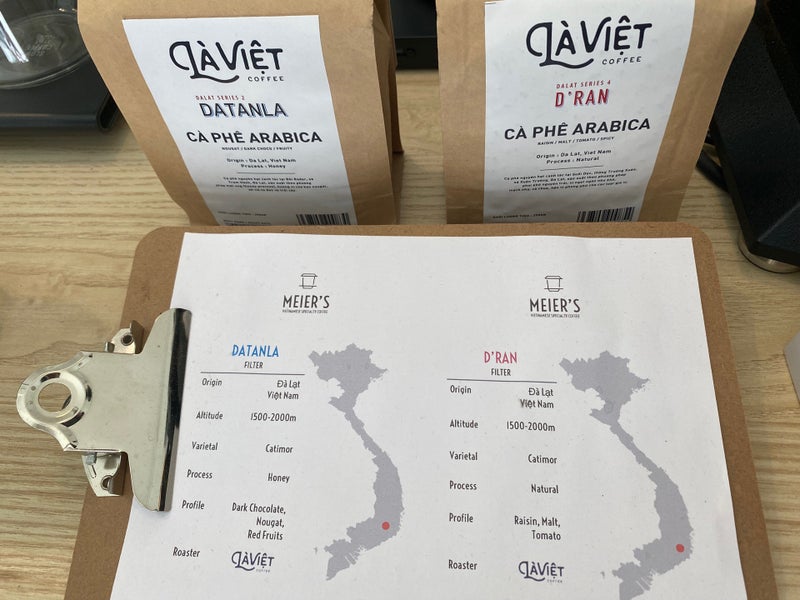 LÀVIỆT
COFFEE
DALAT SERIES 2
DATANLA
CÀ PHÊ ARABICA
NOUGAT / DARK CHOCO / FRUITY
Origin : Da Lat, Viet Nam
Process : Honey
LÀVIỆT
COFFEE
DALAT SERIES 4
D'RAN
CÀ PHÊ ARABICA
RAISIN / MALT / TOMATO / SPICY
Origin : Da Lat, Viet Nam
Process : Natural
MEIER'S
VIETNAMESE SPECIALTY COFFEE
DATANLA
FILTER
Origin Đà Lạt
Việt Nam
Altitude 1500-2000m
Varietal Catimor
Process Honey
Profile Dark Chocolate,
Nougat,
Red Fruits
Roaster LÀVIỆT
COFFEE
MEIER'S
VIETNAMESE SPECIALTY COFFEE
D'RAN
FILTER
Origin Đà Lạt
Việt Nam
Altitude 1500-2000m
Varietal Catimor
Process Natural
Profile Raisin, Malt,
Tomato
Roaster LÀVIỆT
COFFEE